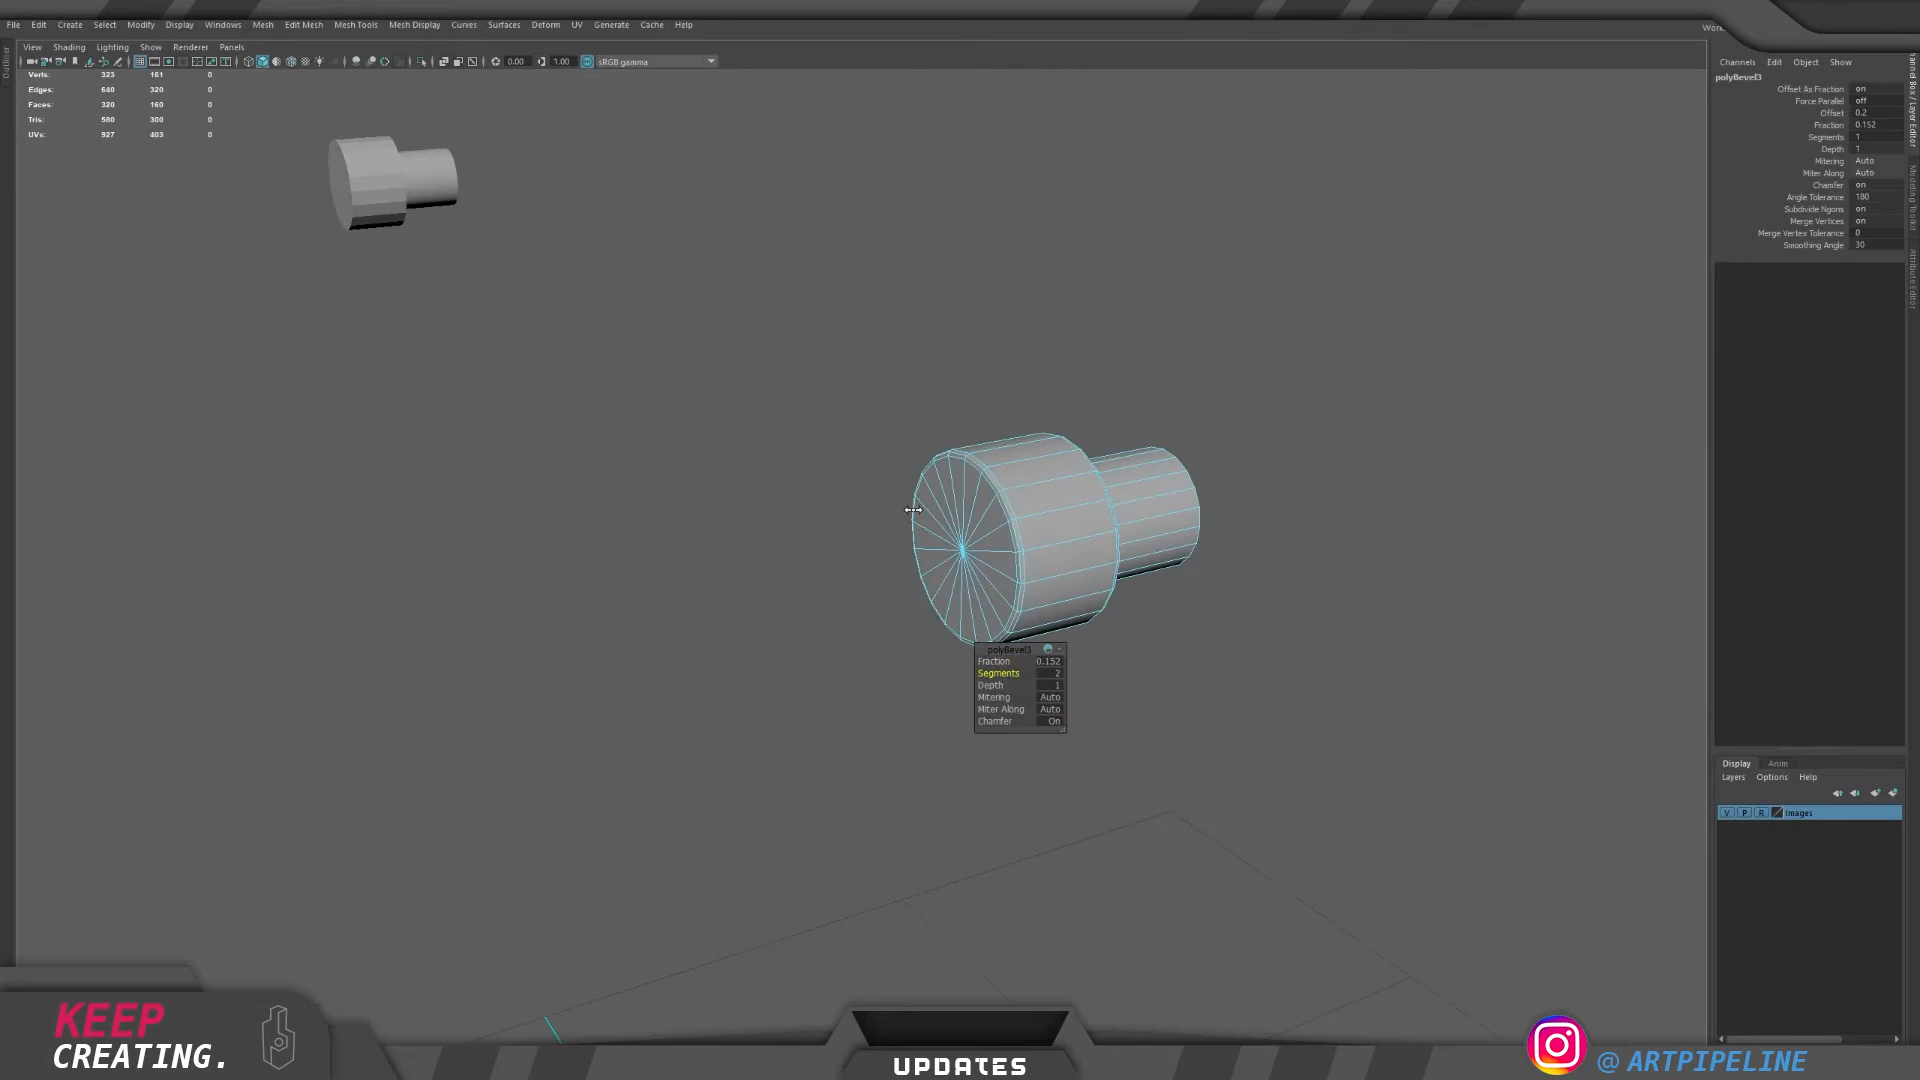 File Edit Create Select Modify Display Windows Mesh Edit Mesh Mesh Tools Mesh Display Curves Surfaces Deform UV Generate Cache Help
View Shading Lighting Show Renderer Panels
0.00 1.00 sRGB gamma
Verts: 323 161 0
Edges: 640 320 0
Faces: 320 160 0
Tris: 580 300 0
UVs: 927 403 0
Outliner
Channels Edit Object Show
polyBevel3
Offset As Fraction on
Force Parallel off
Offset 0.2
Fraction 0.152
Segments 1
Depth 1
Mitering Auto
Miter Along Auto
Chamfer on
Angle Tolerance 180
Subdivide Ngons on
Merge Vertices on
Merge Vertex Tolerance 0
Smoothing Angle 30
Modeling Toolkit
Attribute Editor
polyBevel3
Fraction 0.152
Segments 2
Depth 1
Mitering Auto
Miter Along Auto
Chamfer On
Display Anim
Layers Options Help
V P R Images
KEEP
CREATING.
UPDATES
@ ARTPIPELINE